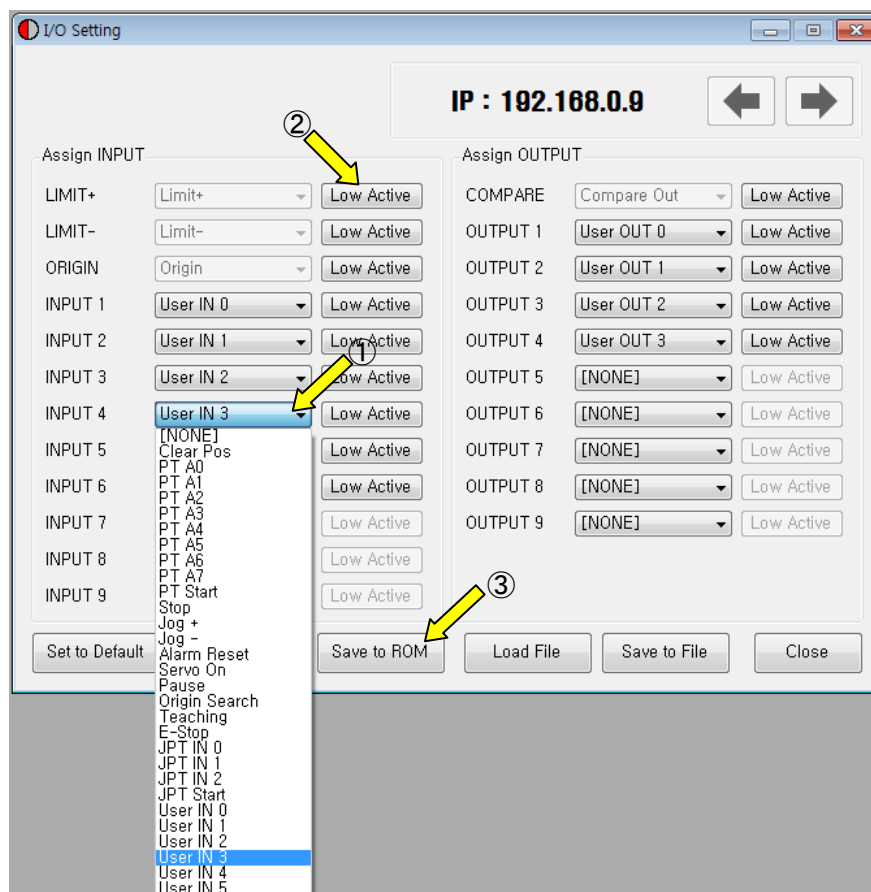 I/O Setting
IP : 192.168.0.9
②
Assign INPUT
LIMIT+ Limit+ Low Active
LIMIT- Limit- Low Active
ORIGIN Origin Low Active
INPUT 1 User IN 0 Low Active
INPUT 2 User IN 1 Low Active
①
INPUT 3 User IN 2 Low Active
INPUT 4 User IN 3 Low Active
INPUT 5 Low Active
INPUT 6 Low Active
INPUT 7 Low Active
INPUT 8 Low Active
INPUT 9 Low Active
[NONE]
Clear Pos
PT A0
PT A1
PT A2
PT A3
PT A4
PT A5
PT A6
PT A7
PT Start
Stop
Jog +
Jog -
Alarm Reset
Servo On
Pause
Origin Search
Teaching
E-Stop
JPT IN 0
JPT IN 1
JPT IN 2
JPT Start
User IN 0
User IN 1
User IN 2
User IN 3
User IN 4
User IN 5
Assign OUTPUT
COMPARE Compare Out Low Active
OUTPUT 1 User OUT 0 Low Active
OUTPUT 2 User OUT 1 Low Active
OUTPUT 3 User OUT 2 Low Active
OUTPUT 4 User OUT 3 Low Active
OUTPUT 5 [NONE] Low Active
OUTPUT 6 [NONE] Low Active
OUTPUT 7 [NONE] Low Active
OUTPUT 8 [NONE] Low Active
OUTPUT 9 [NONE] Low Active
③
Set to Default Save to ROM Load File Save to File Close